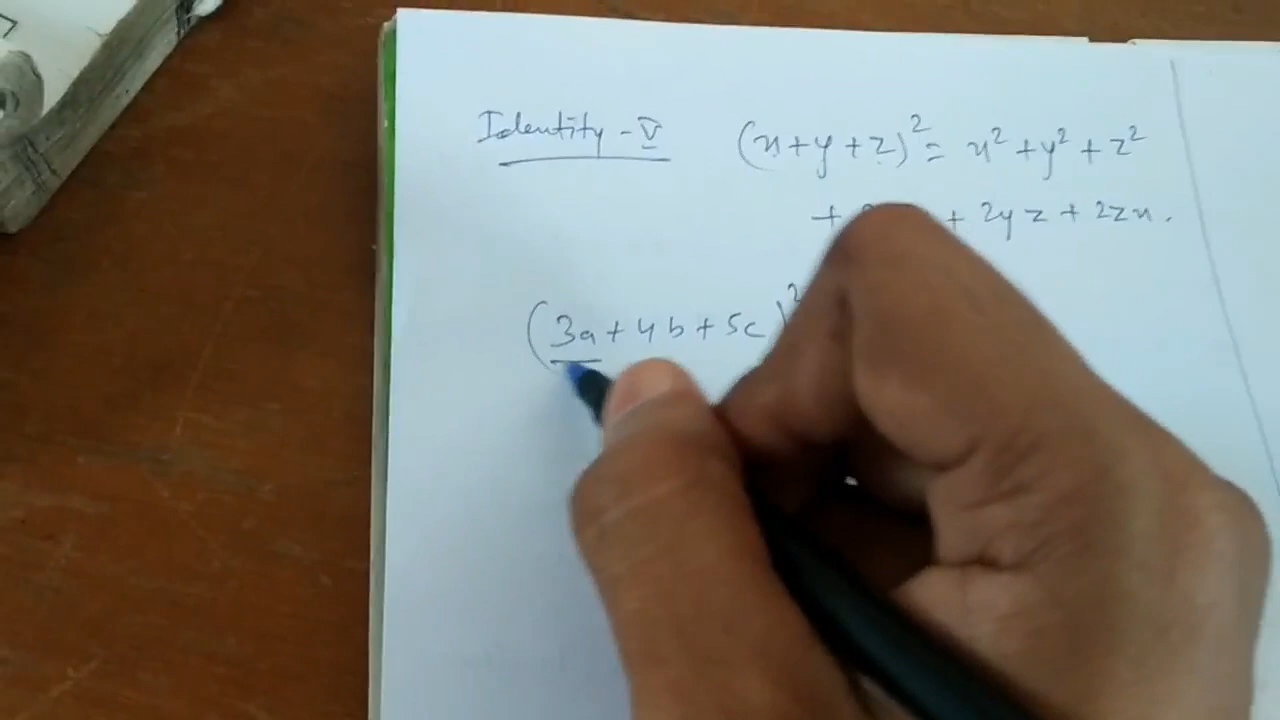 Identity - V (x+y+z)² = x²+y²+z²
+ + 2yz + 2zx.
(3a+4b+5c)²